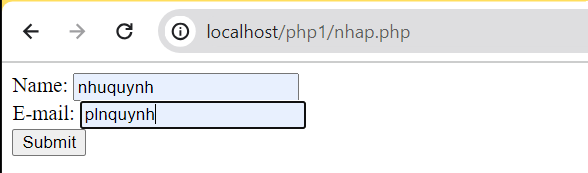 localhost/php1/nhap.php
Name: nhuquynh
E-mail: plnquynh
Submit